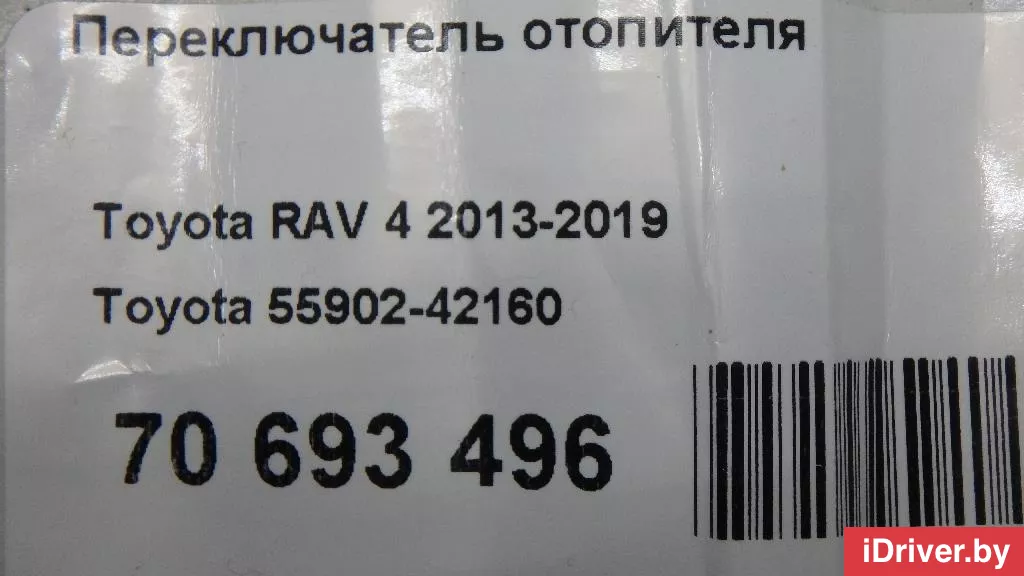 Переключатель отопителя
Toyota RAV 4 2013-2019
Toyota 55902-42160
70 693 496
iDriver.by